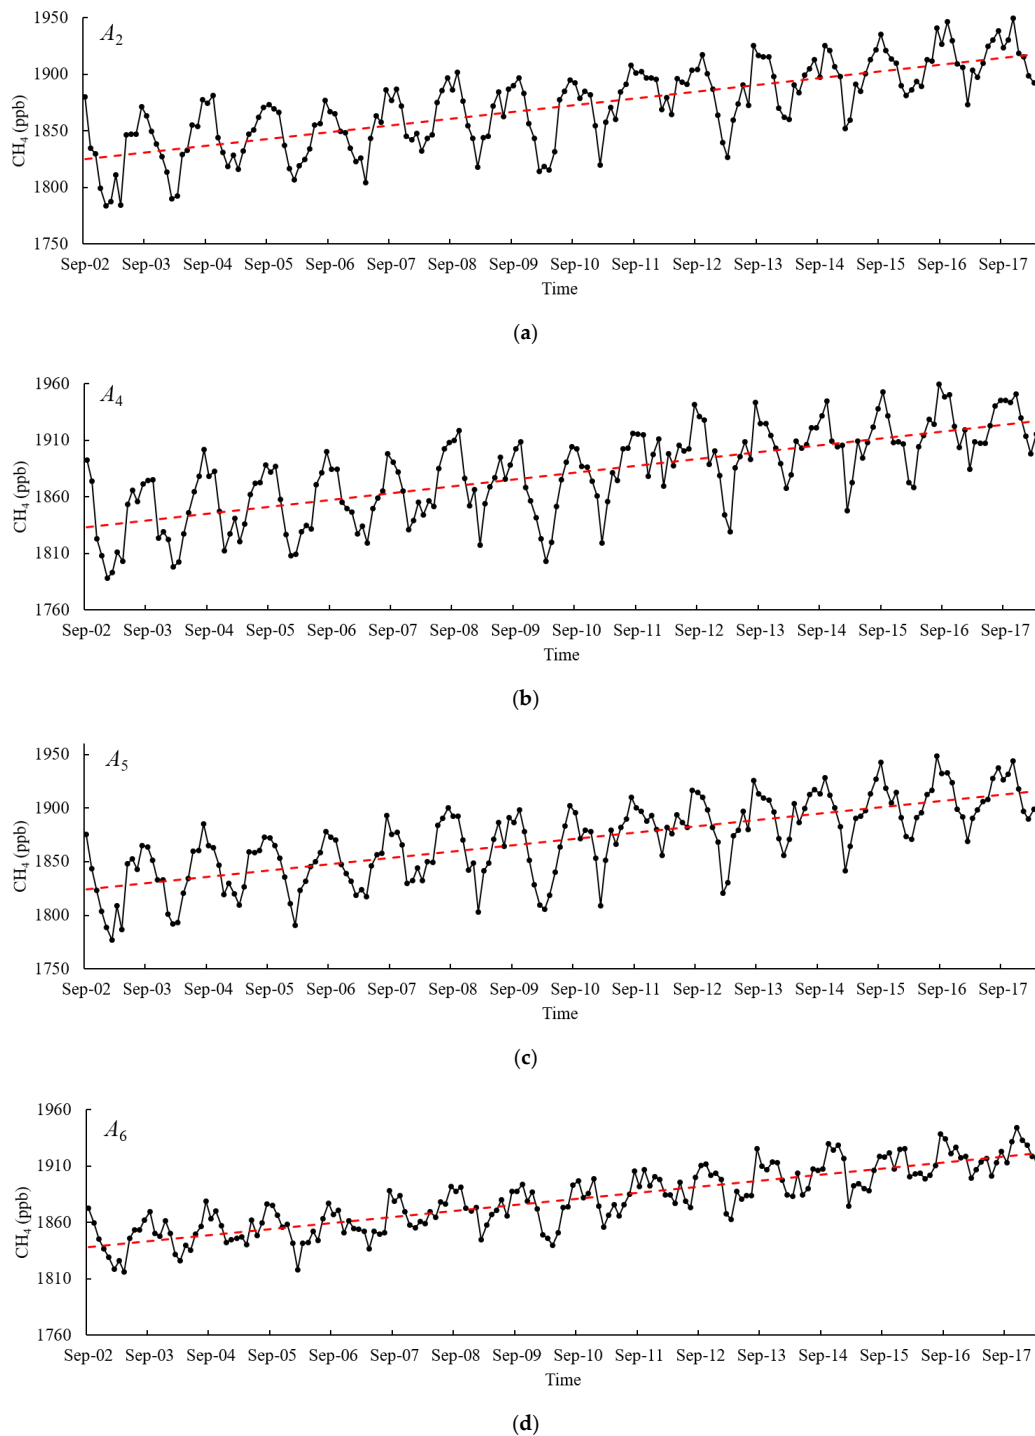 A2
CH4 (ppb)
1950
1900
1850
1800
1750
Sep-02 Sep-03 Sep-04 Sep-05 Sep-06 Sep-07 Sep-08 Sep-09 Sep-10 Sep-11 Sep-12 Sep-13 Sep-14 Sep-15 Sep-16 Sep-17
Time
(a)
A4
CH4 (ppb)
1960
1910
1860
1810
1760
Sep-02 Sep-03 Sep-04 Sep-05 Sep-06 Sep-07 Sep-08 Sep-09 Sep-10 Sep-11 Sep-12 Sep-13 Sep-14 Sep-15 Sep-16 Sep-17
Time
(b)
A5
CH4 (ppb)
1950
1900
1850
1800
1750
Sep-02 Sep-03 Sep-04 Sep-05 Sep-06 Sep-07 Sep-08 Sep-09 Sep-10 Sep-11 Sep-12 Sep-13 Sep-14 Sep-15 Sep-16 Sep-17
Time
(c)
A6
CH4 (ppb)
1960
1910
1860
1810
1760
Sep-02 Sep-03 Sep-04 Sep-05 Sep-06 Sep-07 Sep-08 Sep-09 Sep-10 Sep-11 Sep-12 Sep-13 Sep-14 Sep-15 Sep-16 Sep-17
Time
(d)